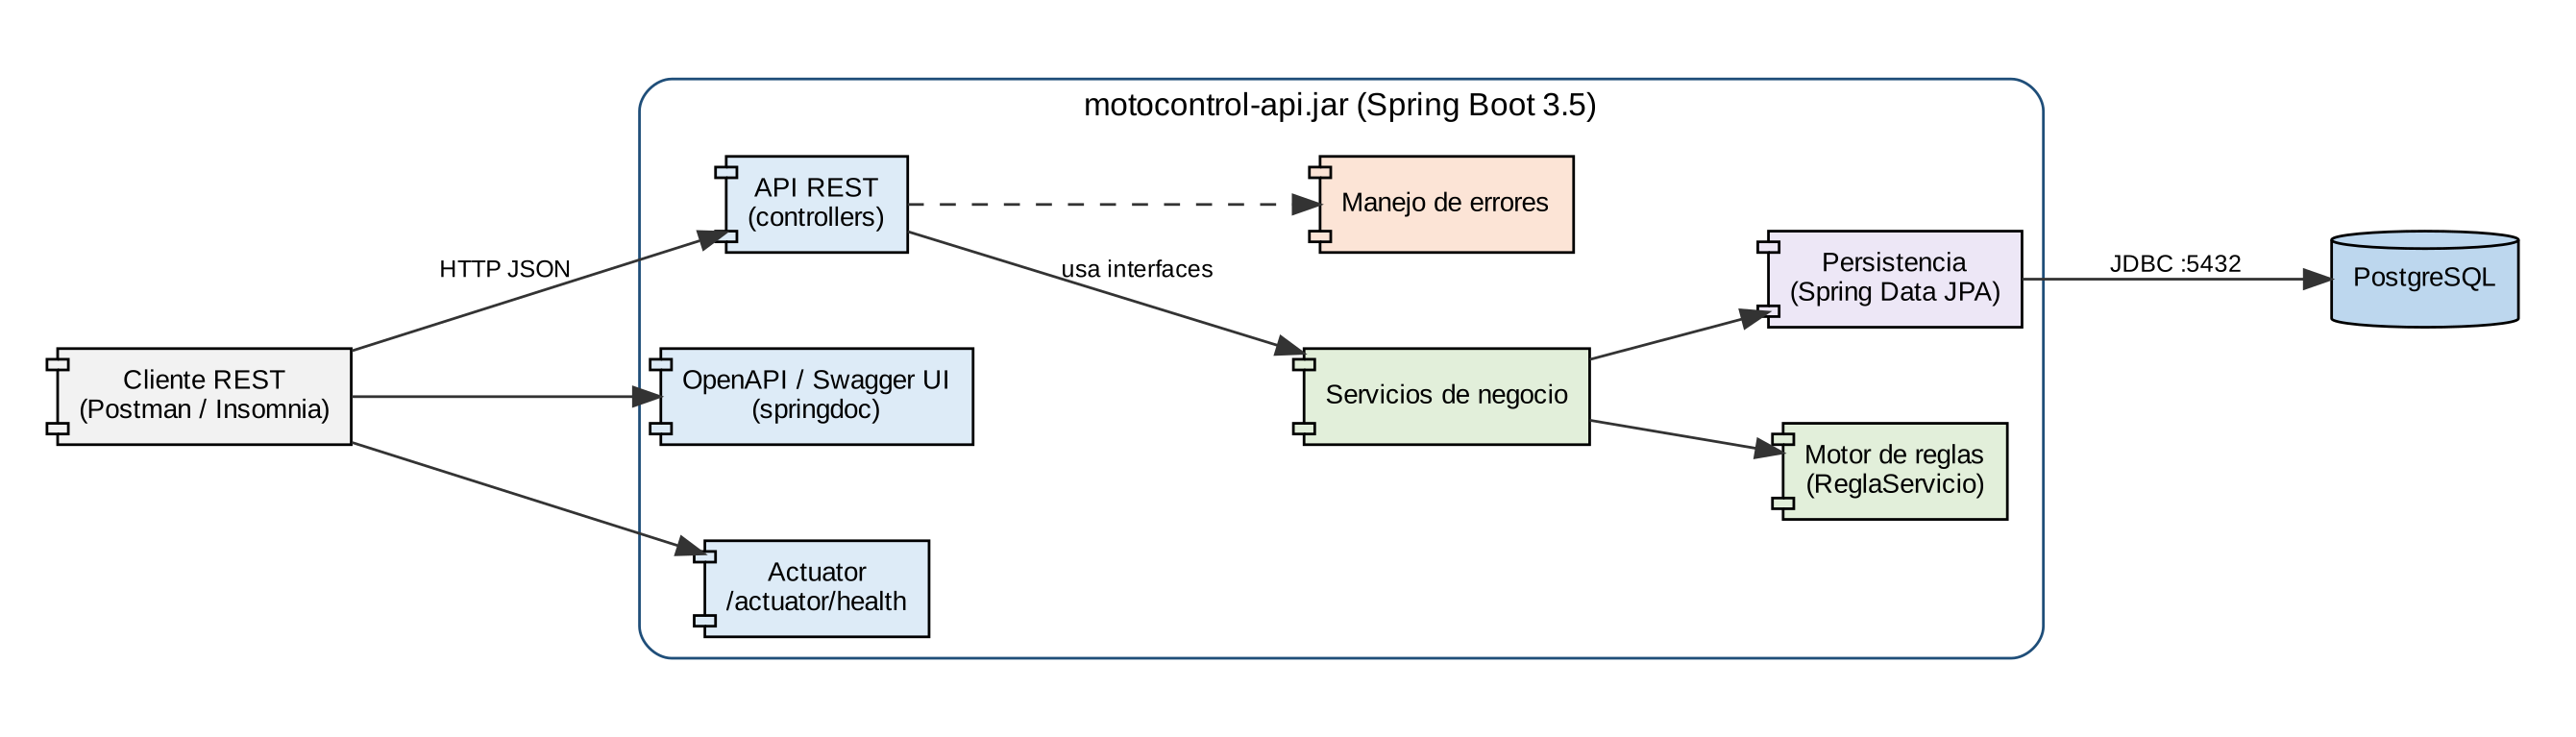 motocontrol-api.jar (Spring Boot 3.5)
API REST
(controllers)
Manejo de errores
HTTP JSON
usa interfaces
Persistencia
(Spring Data JPA)
JDBC :5432
PostgreSQL
Cliente REST
(Postman / Insomnia)
OpenAPI / Swagger UI
(springdoc)
Servicios de negocio
Motor de reglas
(ReglaServicio)
Actuator
/actuator/health